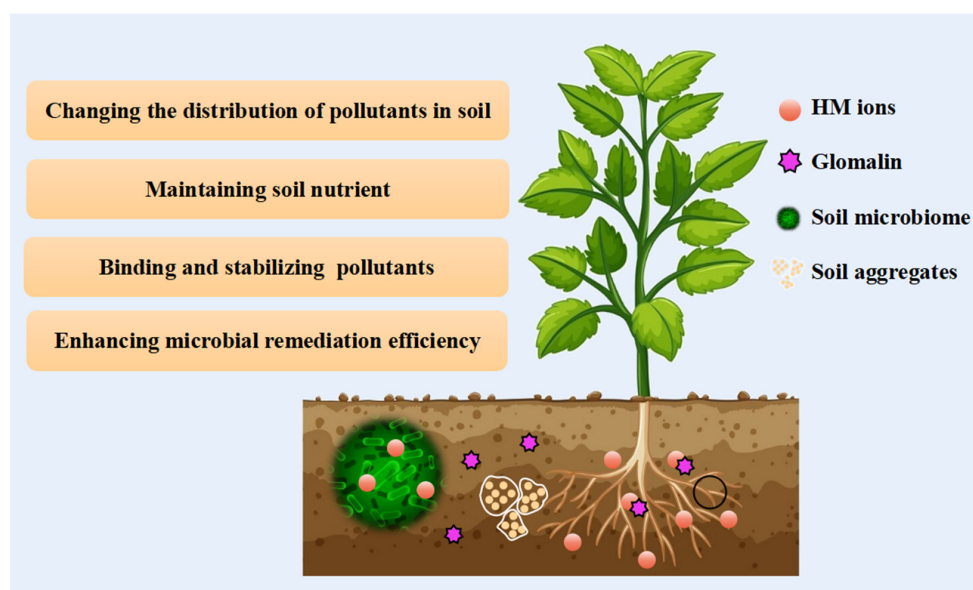 Changing the distribution of pollutants in soil
Maintaining soil nutrient
Binding and stabilizing pollutants
Enhancing microbial remediation efficiency
HM ions
Glomalin
Soil microbiome
Soil aggregates